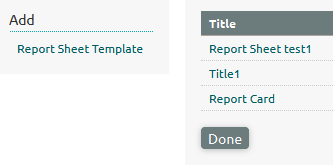 Add
Report Sheet Template
Title
Report Sheet test1
Title1
Report Card
Done